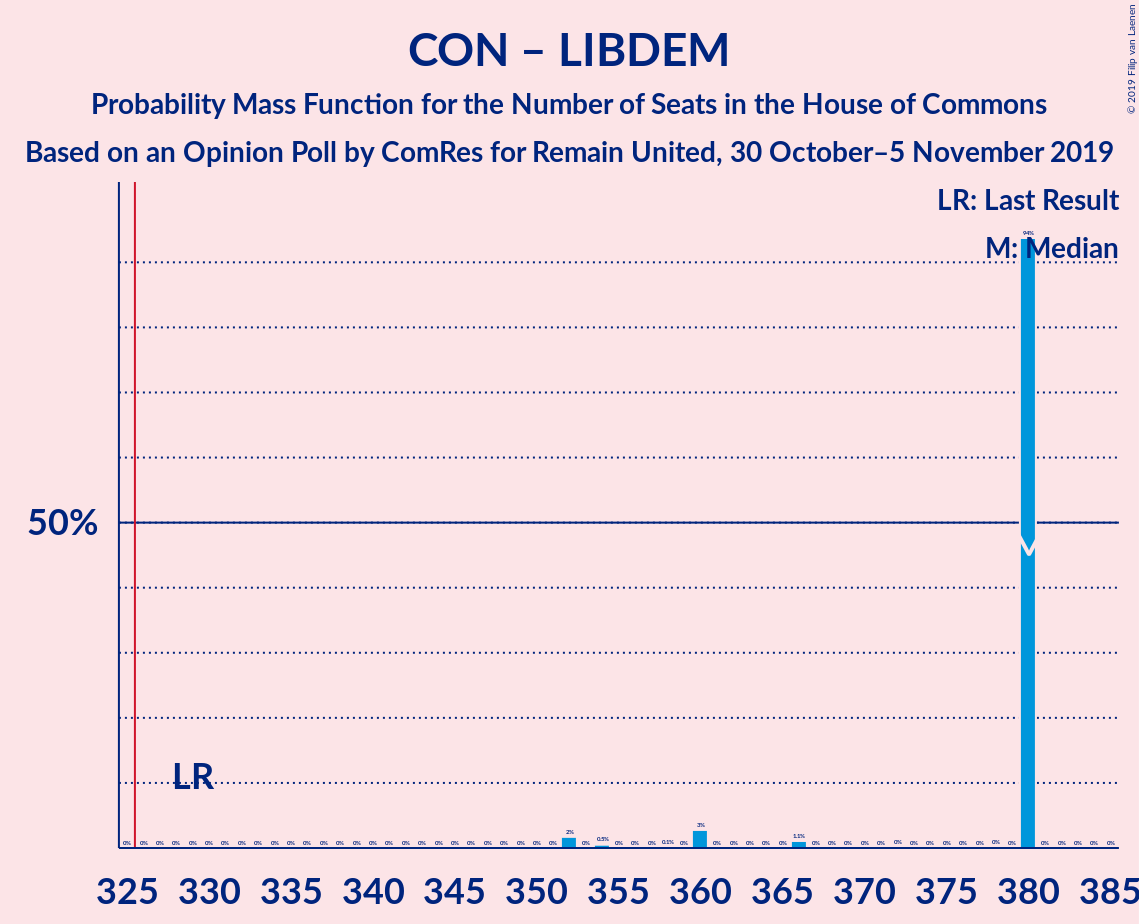 © 2019 Filip van Laenen
CON – LIBDEM
Probability Mass Function for the Number of Seats in the House of Commons
Based on an Opinion Poll by ComRes for Remain United, 30 October–5 November 2019
LR: Last Result
M: Median
94%
50%
LR
0% 0% 0% 0% 0% 0% 0% 0% 0% 0% 0% 0% 0% 0% 0% 0% 0% 0% 0% 0% 0% 0% 0% 0% 0% 0% 0% 2% 0% 0.5% 0% 0% 0% 0.1% 0% 3% 0% 0% 0% 0% 0% 1.1% 0% 0% 0% 0% 0% 0% 0% 0% 0% 0% 0% 0% 0% 0% 0% 0% 0% 0%
325 330 335 340 345 350 355 360 365 370 375 380 385